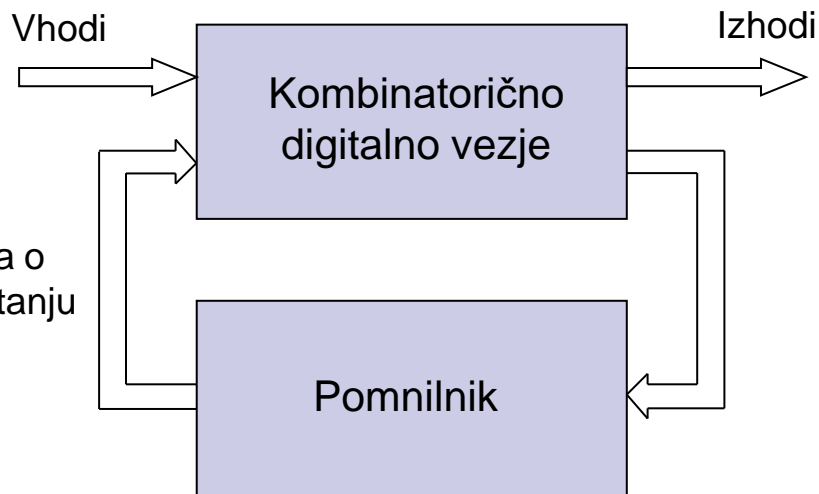 Vhodi
Izhodi
Kombinatorično
digitalno vezje
a o
tanju
Pomnilnik